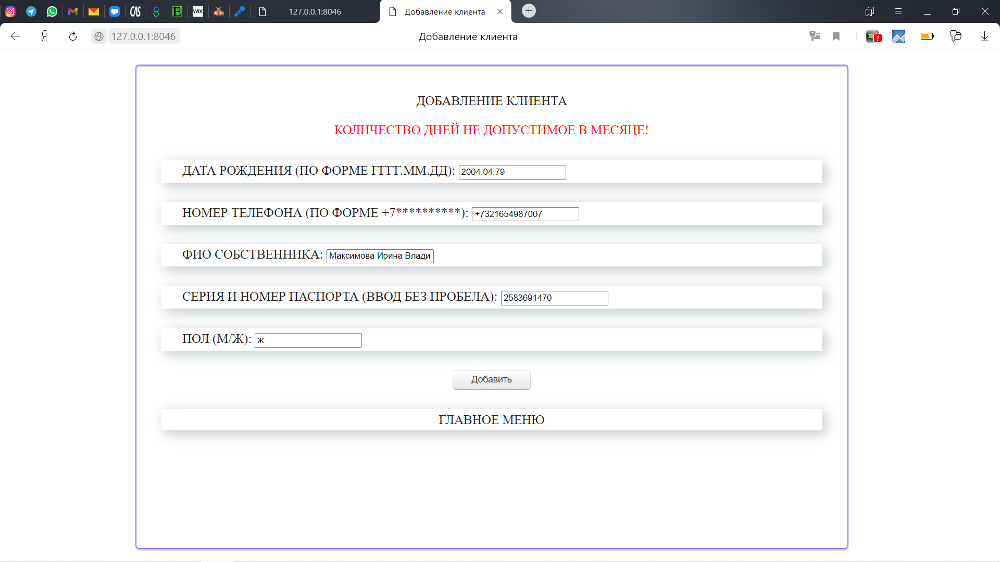 127.0.0.1:8046
Добавление клиента
127.0.0.1:8046
Добавление клиента
ДОБАВЛЕНИЕ КЛИЕНТА
КОЛИЧЕСТВО ДНЕЙ НЕ ДОПУСТИМОЕ В МЕСЯЦЕ!
ДАТА РОЖДЕНИЯ (ПО ФОРМЕ ГГГГ.ММ.ДД): 2004.04.79
НОМЕР ТЕЛЕФОНА (ПО ФОРМЕ +7**********): +7321654987007
ФИО СОБСТВЕННИКА: Максимова Ирина Влади
СЕРИЯ И НОМЕР ПАСПОРТА (ВВОД БЕЗ ПРОБЕЛА): 2583691470
ПОЛ (М/Ж): ж
Добавить
ГЛАВНОЕ МЕНЮ